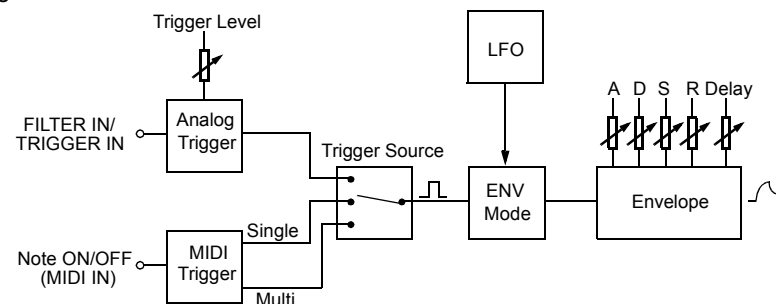 Trigger Level
LFO
A D S R Delay
FILTER IN/
TRIGGER IN
Analog
Trigger
Trigger Source
ENV
Mode
Envelope
Note ON/OFF
(MIDI IN)
MIDI
Trigger
Single
Multi